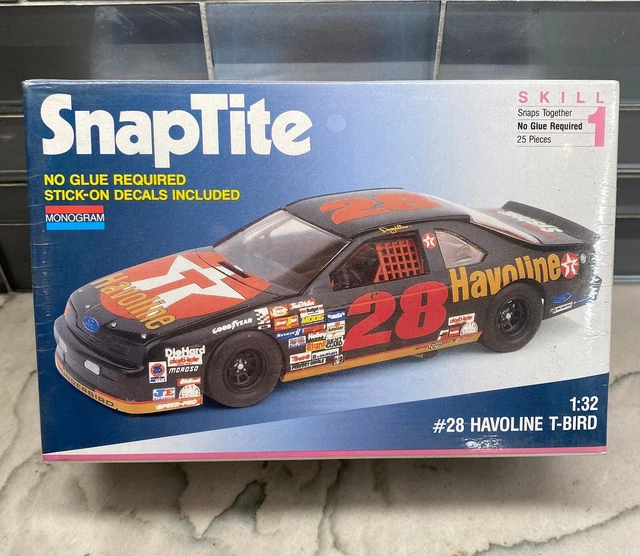 SnapTite
NO GLUE REQUIRED
STICK-ON DECALS INCLUDED
MONOGRAM
SKILL
1
Snaps Together
No Glue Required
25 Pieces
28
Havoline
Havoline
28
GOODYEAR
DieHard
MOROSO
1:32
#28 HAVOLINE T-BIRD